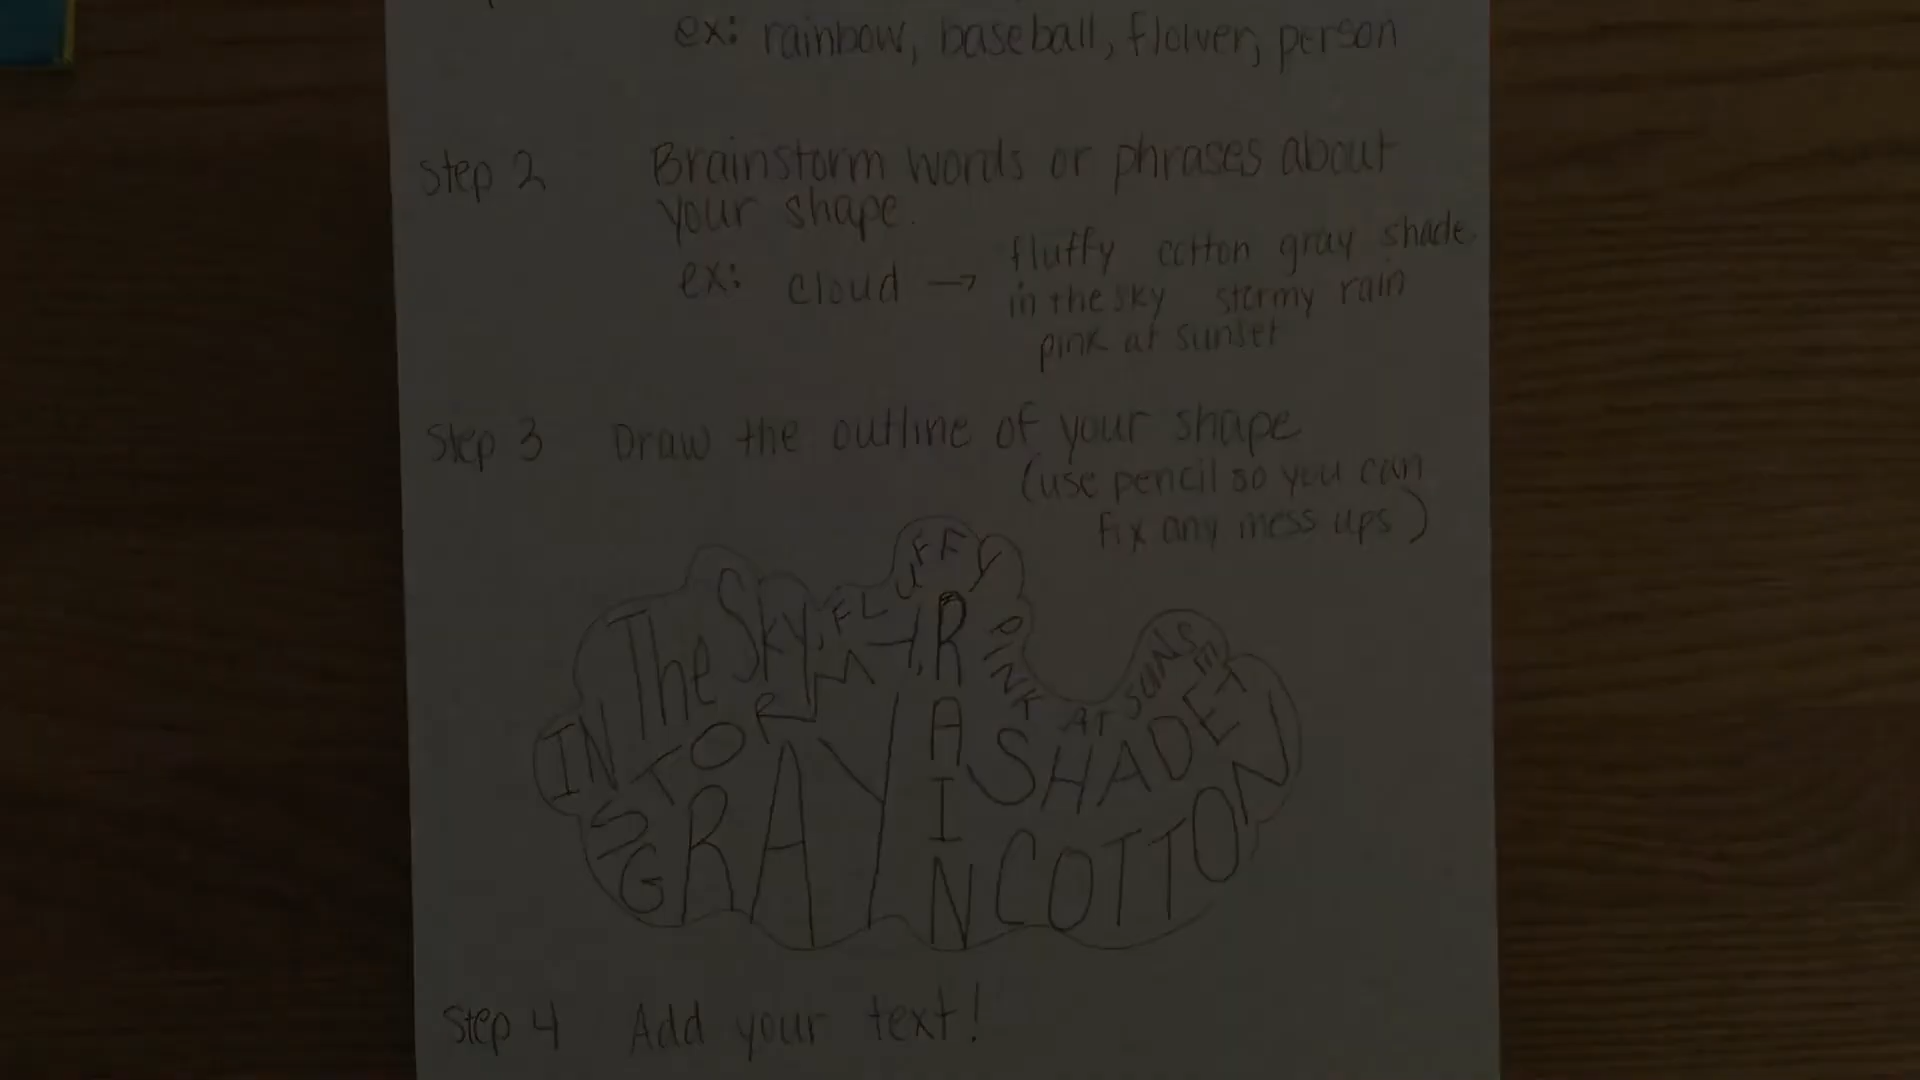 ex: rainbow, baseball, flower, person
Step 2 Brainstorm words or phrases about
your shape.
ex: cloud → fluffy cotton gray shade
in the sky stormy rain
pink at sunset
Step 3 Draw the outline of your shape
(use pencil so you can
fix any mess ups)
IN The Sky,
FLUFFY
STORMY,
RAIN
PINK AT SUNSET
GRAY
SHADE
COTTON
Step 4 Add your text!